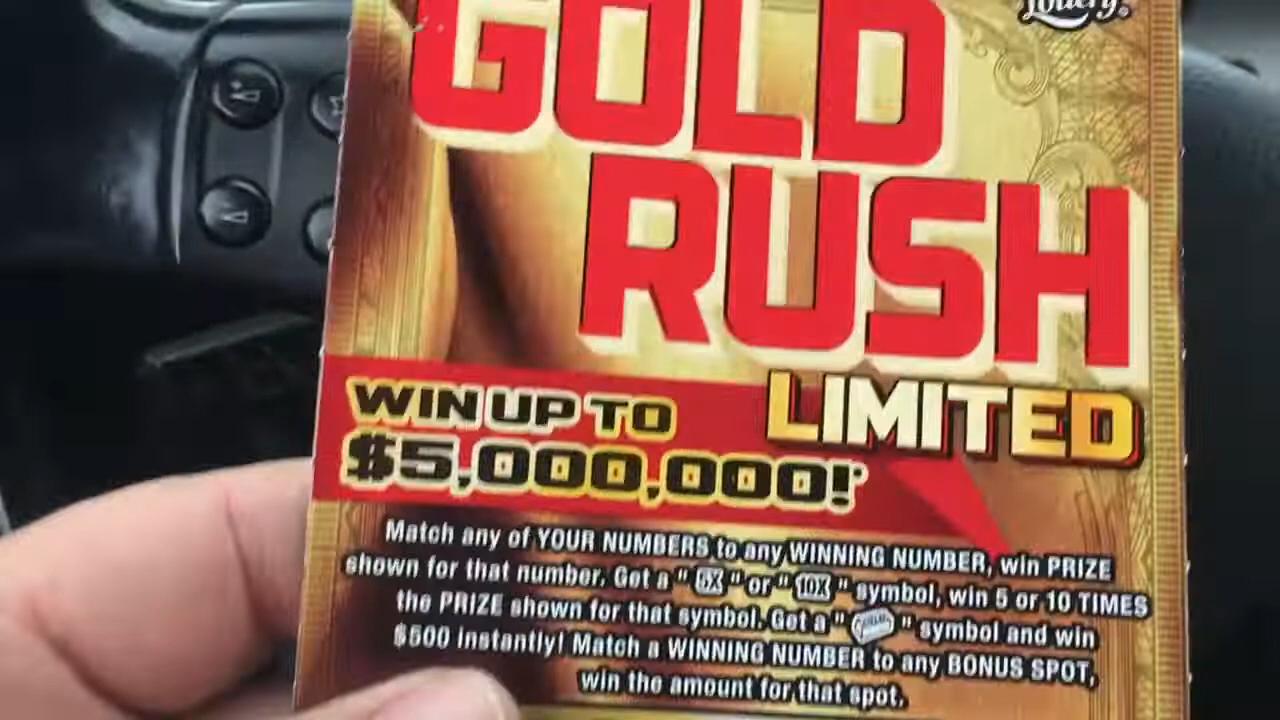 Lottery®
GOLD
RUSH
LIMITED
WIN UP TO
$5,000,000!*
Match any of YOUR NUMBERS to any WINNING NUMBER, win PRIZE
shown for that number. Get a "5X" or "10X" symbol, win 5 or 10 TIMES
the PRIZE shown for that symbol. Get a " " symbol and win
$500 instantly! Match a WINNING NUMBER to any BONUS SPOT,
win the amount for that spot.